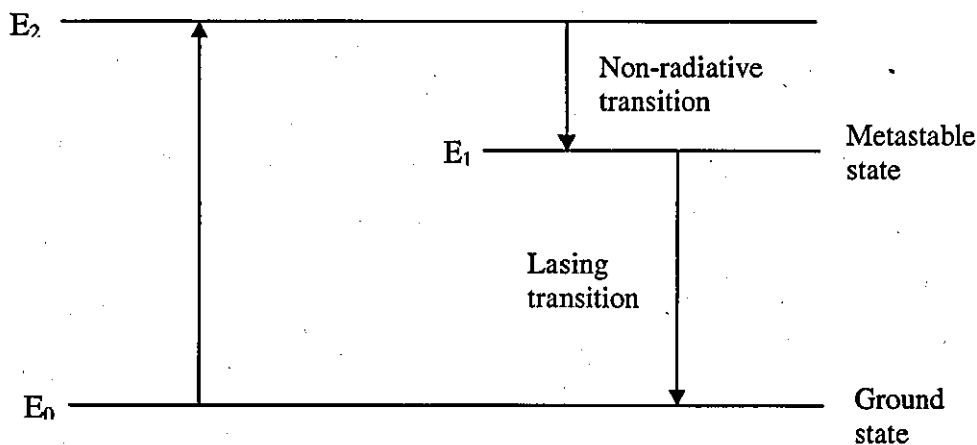 E₂
Non-radiative
transition
E₁
Metastable
state
Lasing
transition
E₀
Ground
state